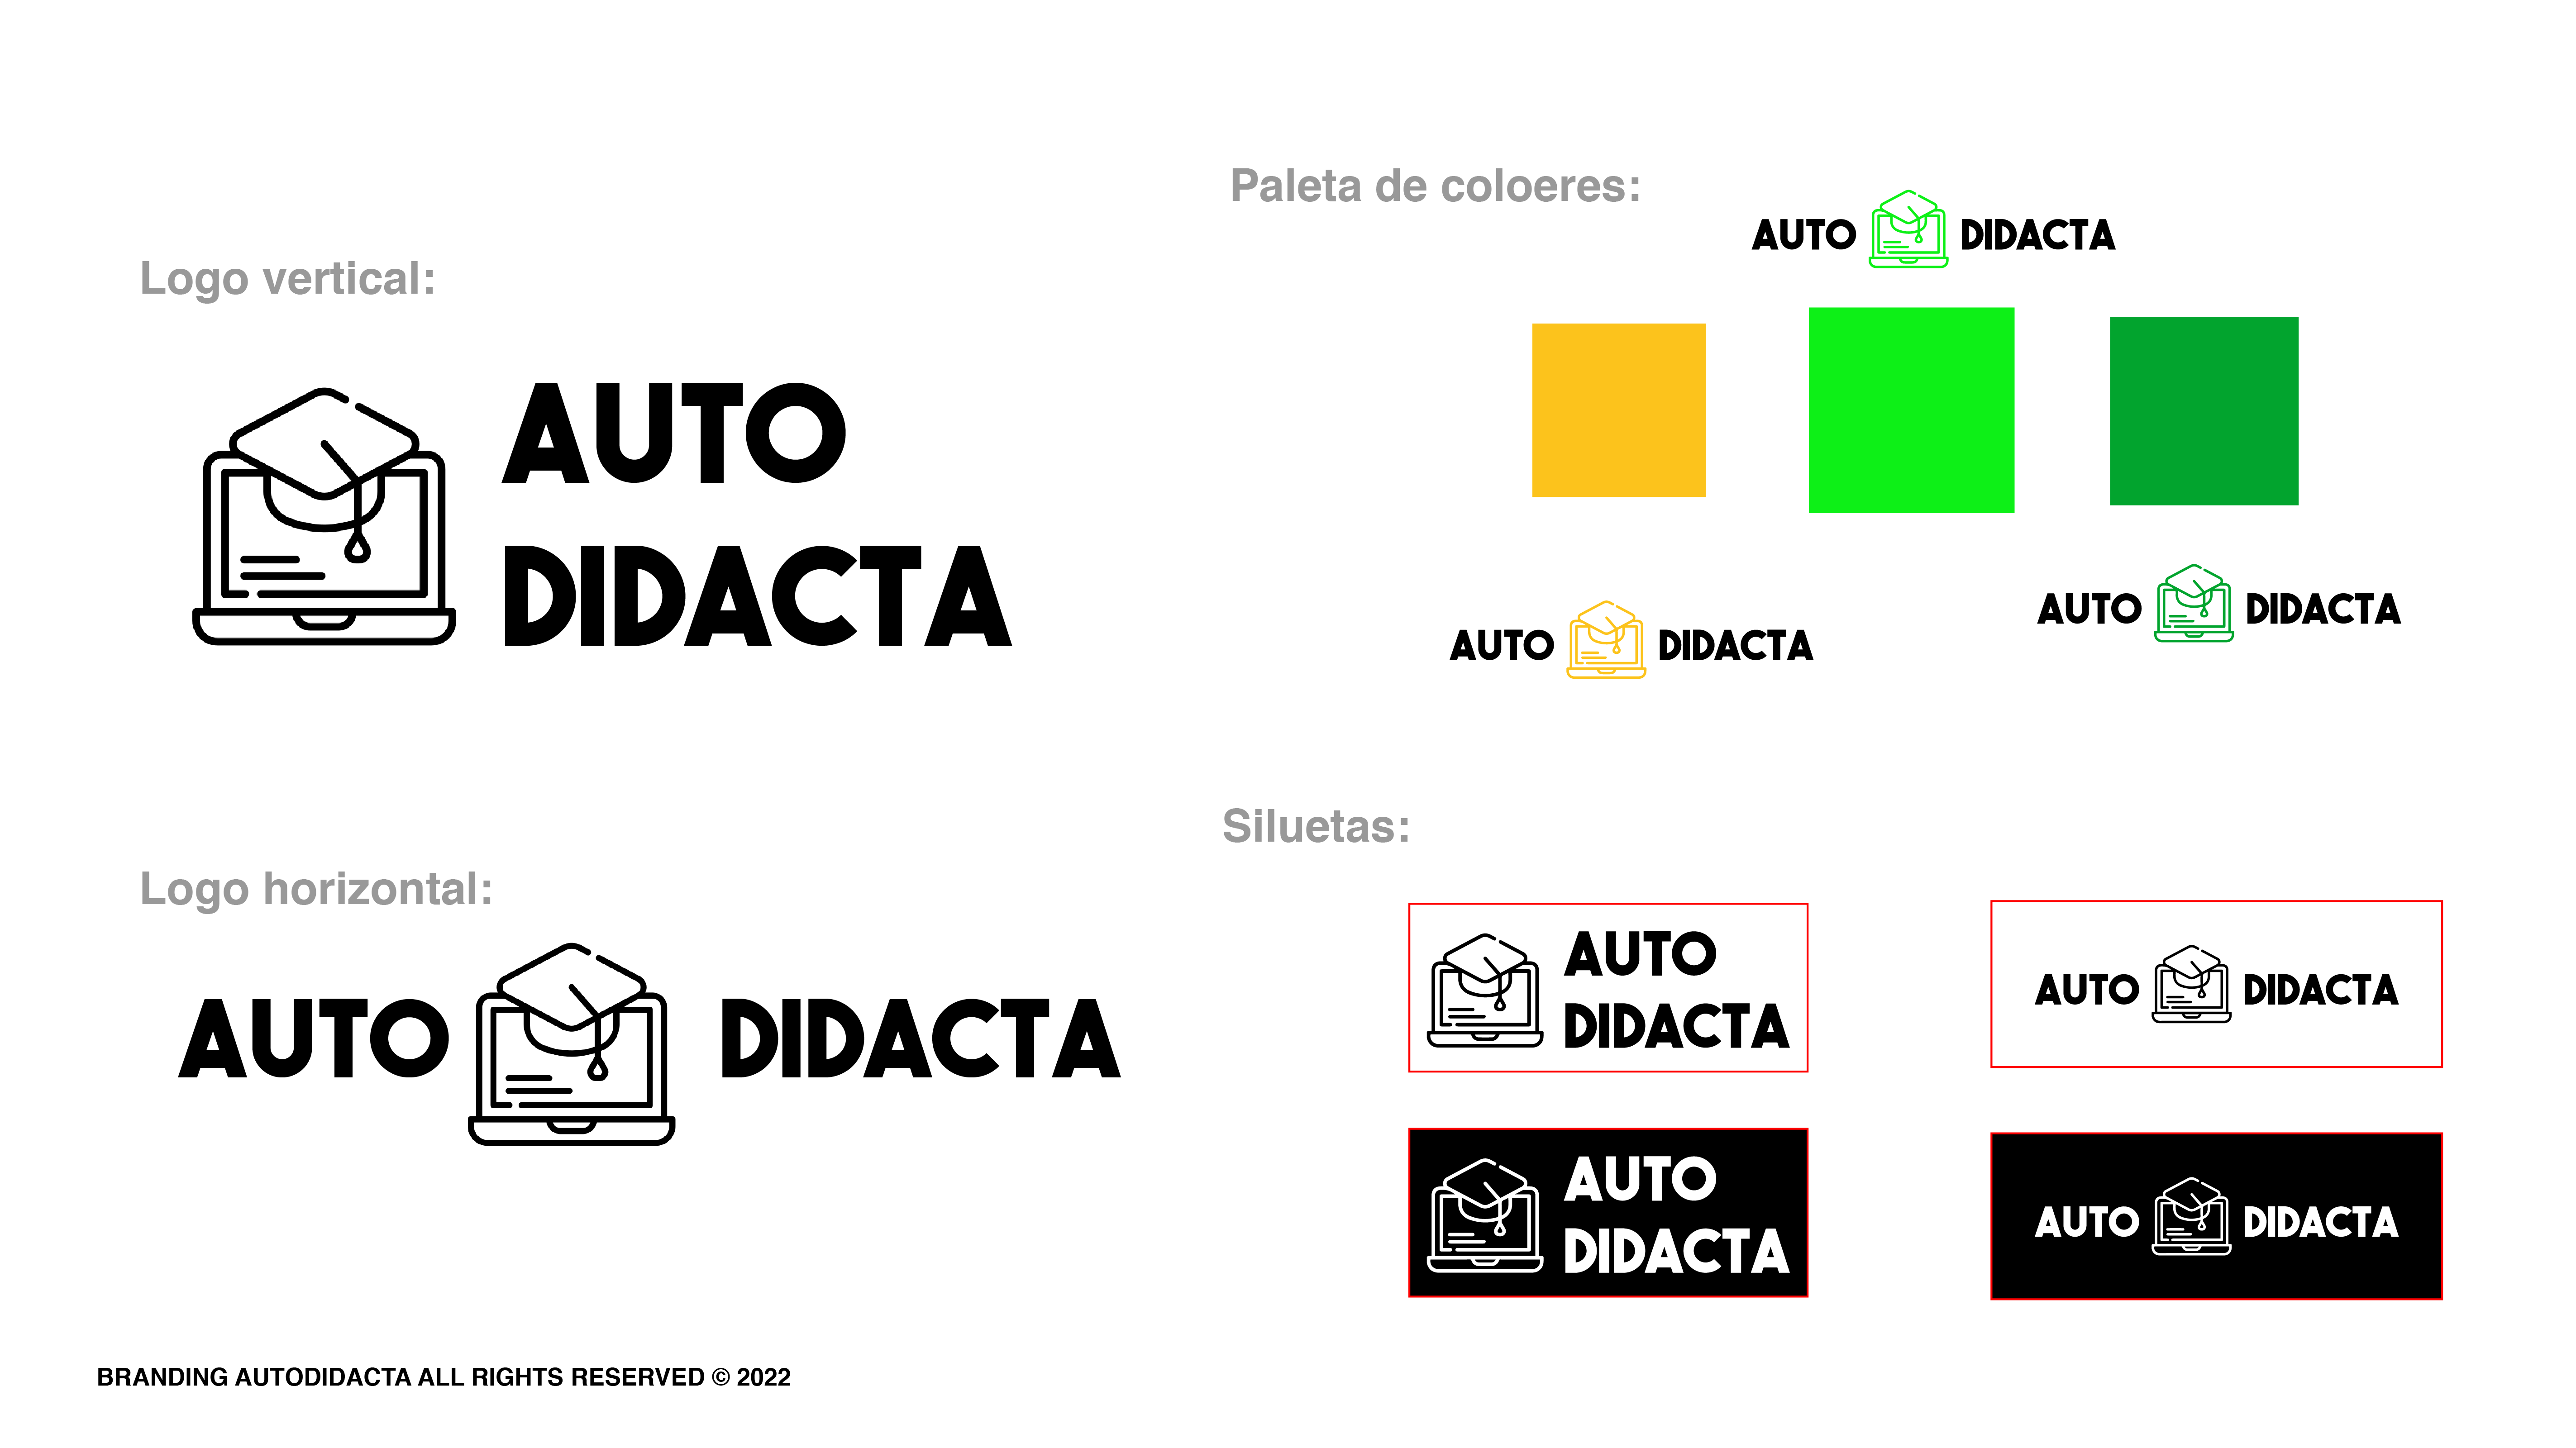 Logo vertical:
AUTO
DIDACTA
Logo horizontal:
AUTO DIDACTA
Paleta de coloeres:
AUTO DIDACTA
AUTO DIDACTA
AUTO DIDACTA
Siluetas:
AUTO
DIDACTA
AUTO DIDACTA
AUTO
DIDACTA
AUTO DIDACTA
BRANDING AUTODIDACTA ALL RIGHTS RESERVED © 2022